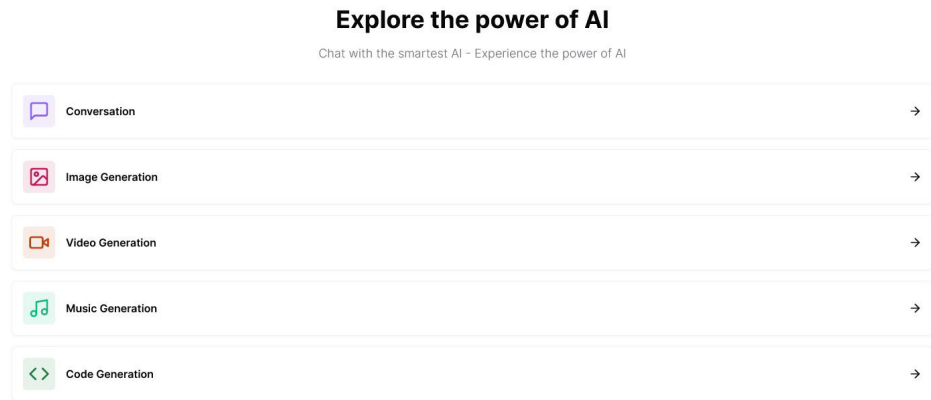 Explore the power of AI
Chat with the smartest AI - Experience the power of AI
Conversation
Image Generation
Video Generation
Music Generation
Code Generation